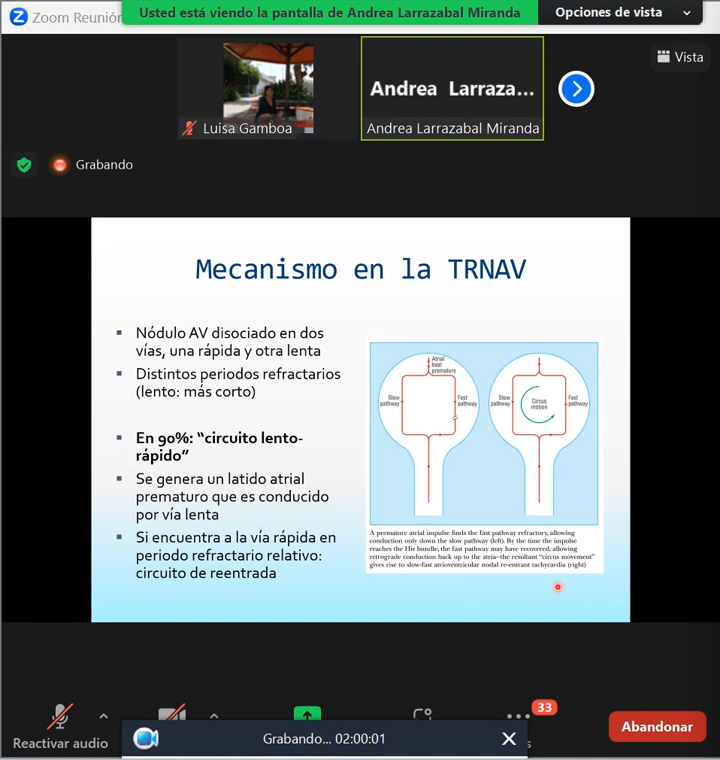 Zoom Reunión
Usted está viendo la pantalla de Andrea Larrazabal Miranda
Opciones de vista
Vista
Luisa Gamboa
Andrea Larraza...
Andrea Larrazabal Miranda
Grabando
Mecanismo en la TRNAV
Nódulo AV disociado en dos
vías, una rápida y otra lenta
Distintos periodos refractarios
(lento: más corto)
En 90%: “circuito lento-
rápido”
Se genera un latido atrial
prematuro que es conducido
por vía lenta
Si encuentra a la vía rápida en
periodo refractario relativo:
circuito de reentrada
Atrial
beat
premature
Slow
pathway
Fast
pathway
Slow
pathway
Circus
motion
Fast
pathway
A premature atrial impulse finds the fast pathway refractory, allowing
conduction only down the slow pathway (left). By the time the impulse
reaches the His bundle, the fast pathway may have recovered, allowing
retrograde conduction back up to the atria—the resultant “circus movement”
gives rise to slow-fast atrioventricular nodal re-entrant tachycardia (right)
33
Reactivar audio
Grabando... 02:00:01
s
Abandonar